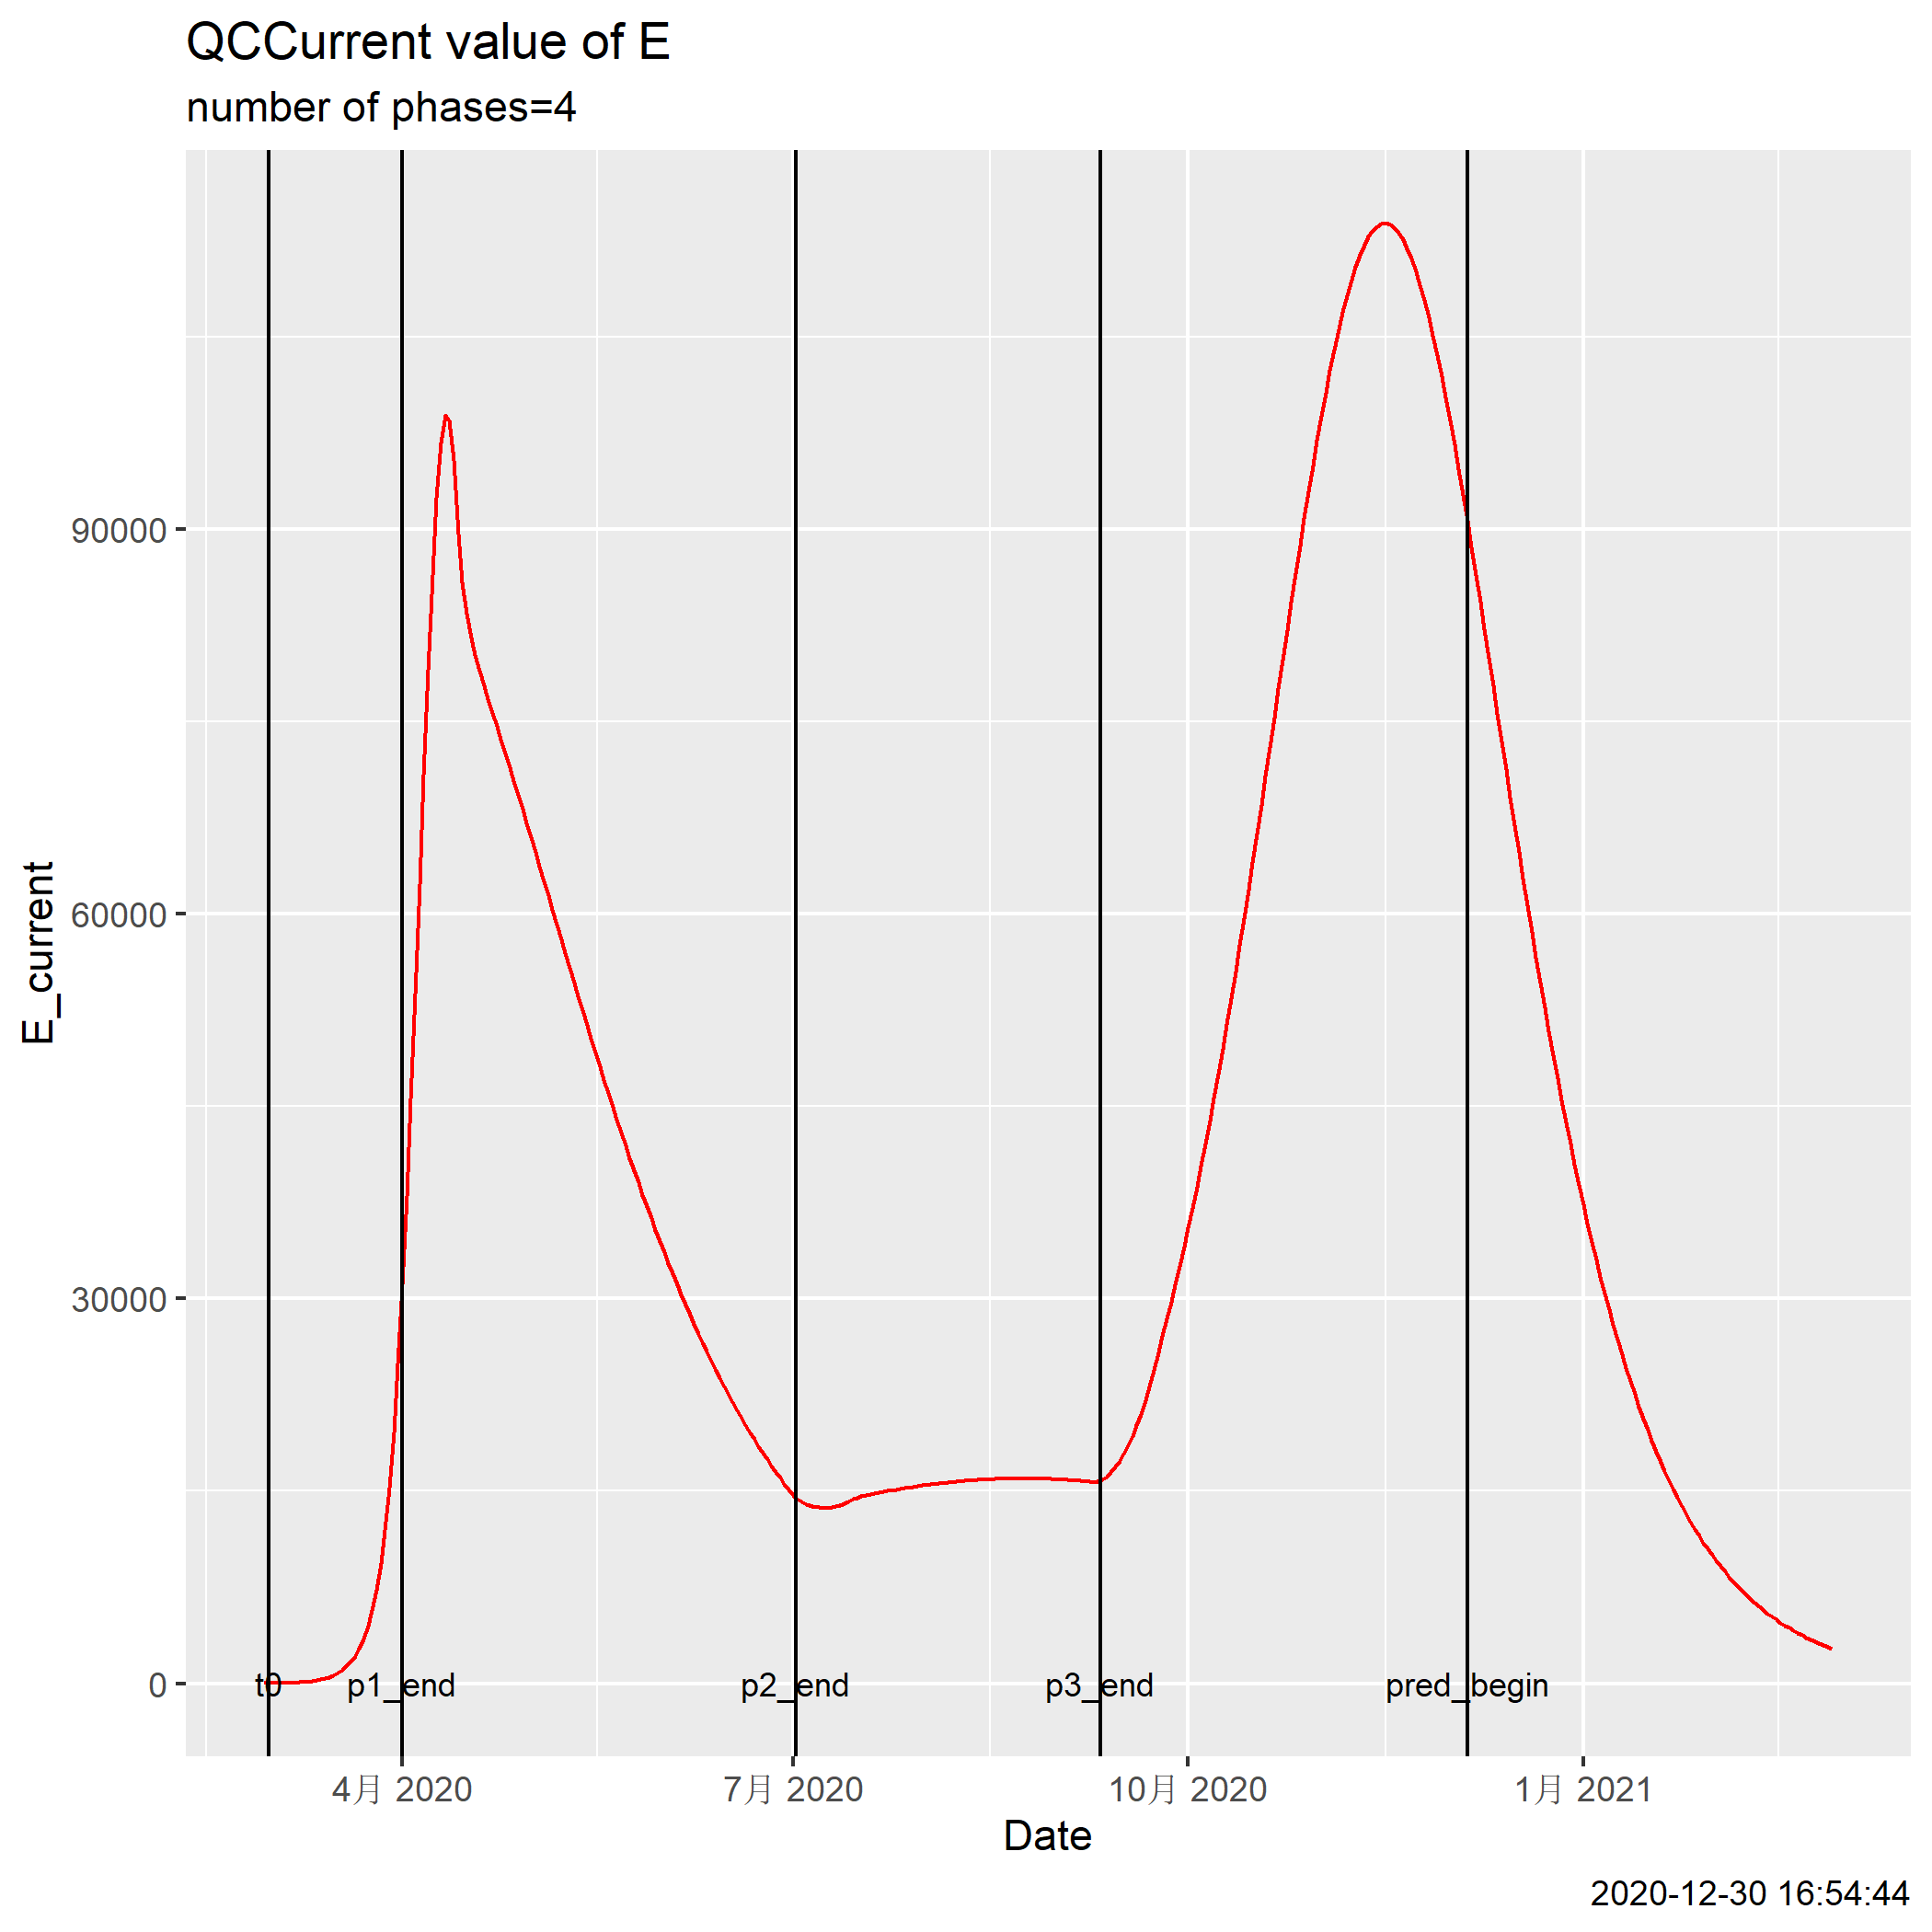 QCCurrent value of E
number of phases=4
E_current
90000
60000
30000
0
t0 p1_end p2_end p3_end pred_begin
4月 2020 7月 2020 10月 2020 1月 2021
Date
2020-12-30 16:54:44